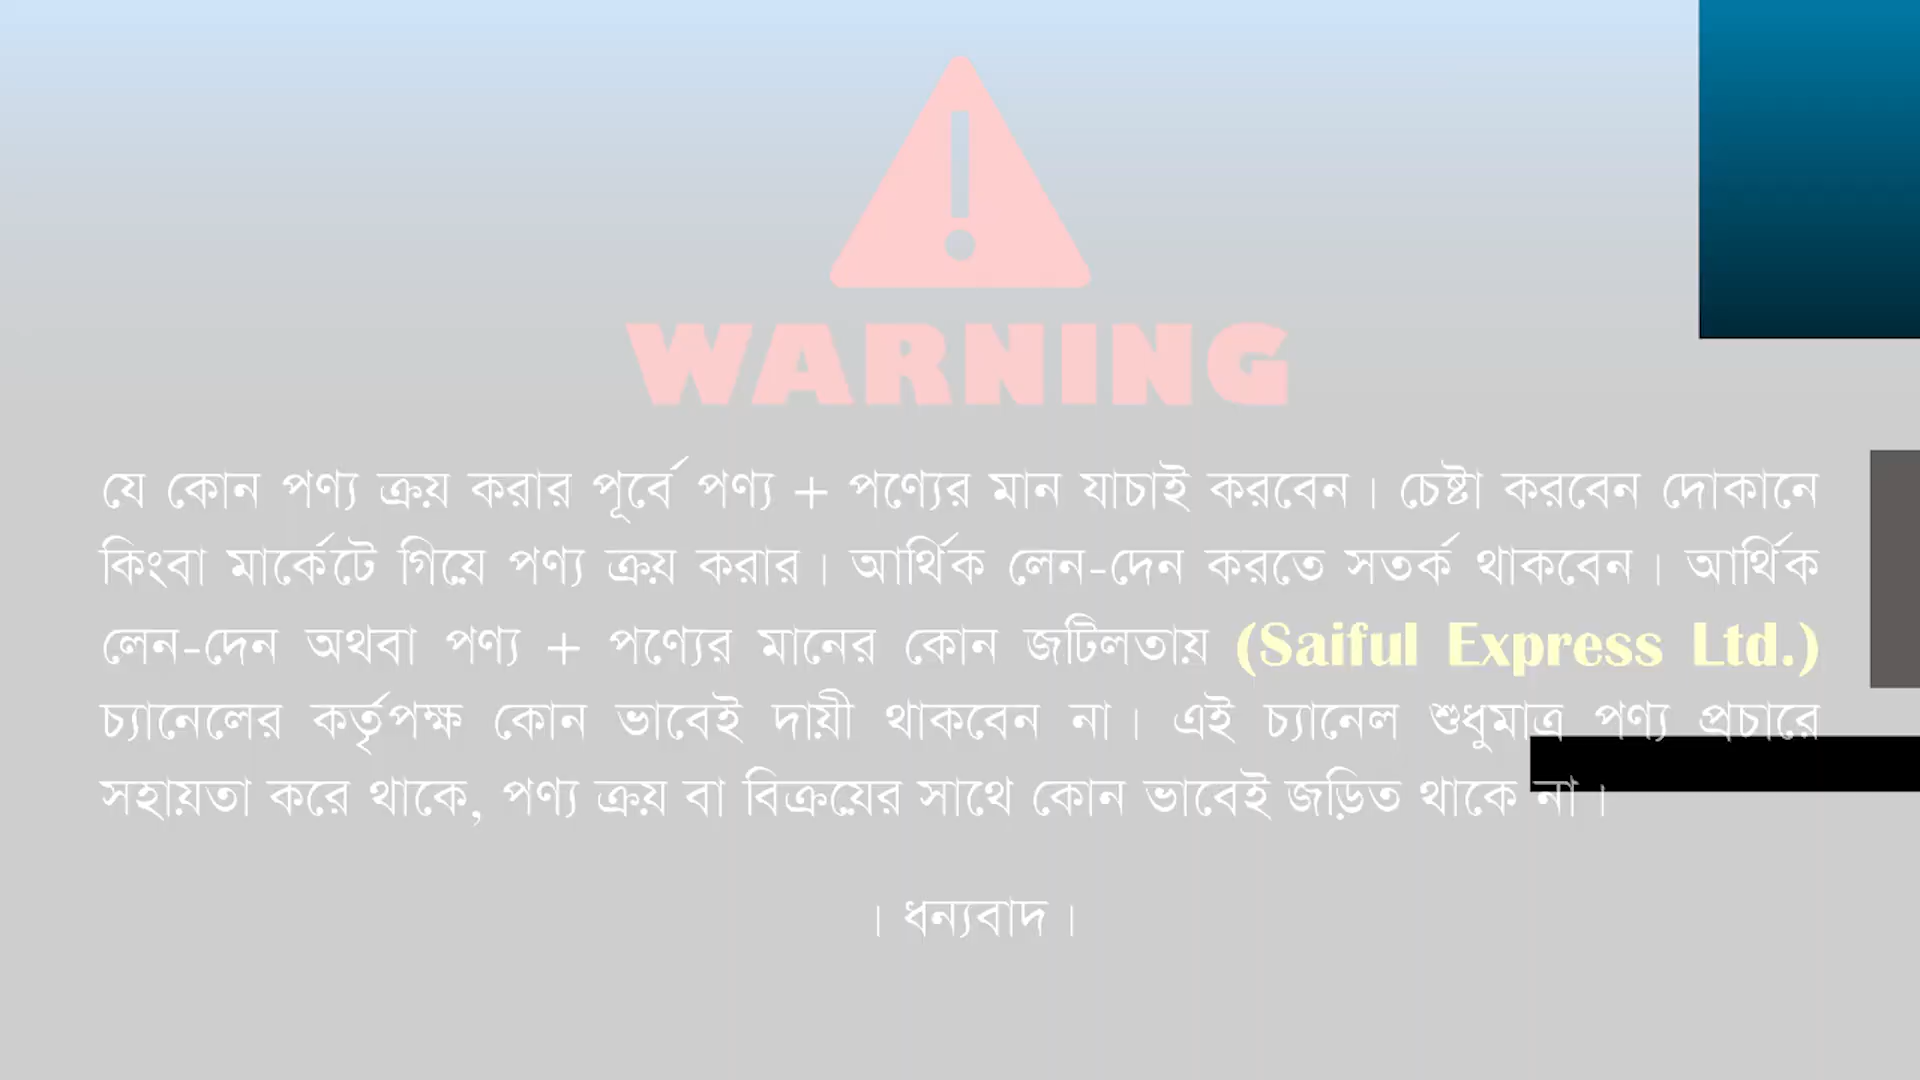 WARNING
যে কোন পণ্য ক্রয় করার পূর্বে পণ্য + পণ্যের মান যাচাই করবেন। চেষ্টা করবেন দোকানে
কিংবা মার্কেটে গিয়ে পণ্য ক্রয় করার। আর্থিক লেন-দেন করতে সতর্ক থাকবেন। আর্থিক
লেন-দেন অথবা পণ্য + পণ্যের মানের কোন জটিলতায় (Saiful Express Ltd.)
চ্যানেলের কর্তৃপক্ষ কোন ভাবেই দায়ী থাকবেন না। এই চ্যানেল শুধুমাত্র পণ্য প্রচারে
সহায়তা করে থাকে, পণ্য ক্রয় বা বিক্রয়ের সাথে কোন ভাবেই জড়িত থাকে না।
। ধন্যবাদ ।